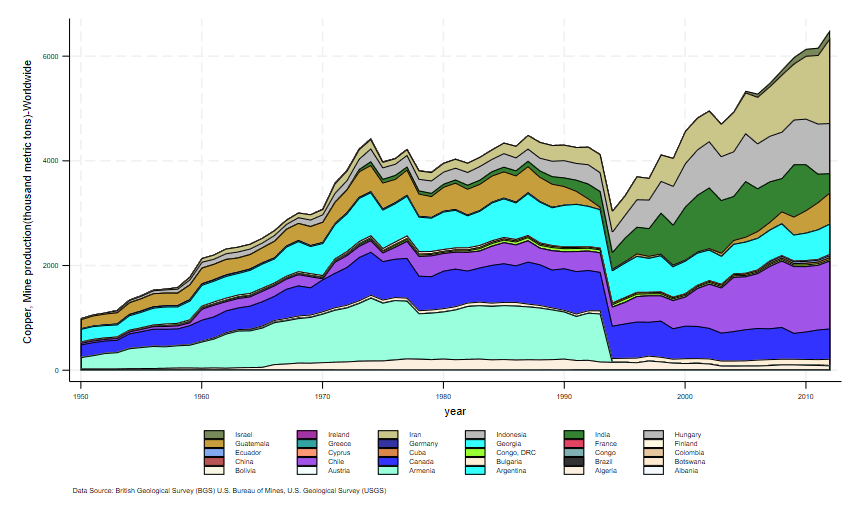 Copper, Mine production(thousand metric tons)-Worldwide
6000
4000
2000
0
1950 1960 1970 1980 1990 2000 2010
year
Israel Ireland Iran Indonesia India Hungary
Guatemala Greece Germany Georgia France Finland
Ecuador Cyprus Cuba Congo, DRC Congo Colombia
China Chile Canada Bulgaria Brazil Botswana
Bolivia Austria Armenia Argentina Algeria Albania
Data Source: British Geological Survey (BGS) U.S. Bureau of Mines, U.S. Geological Survey (USGS)